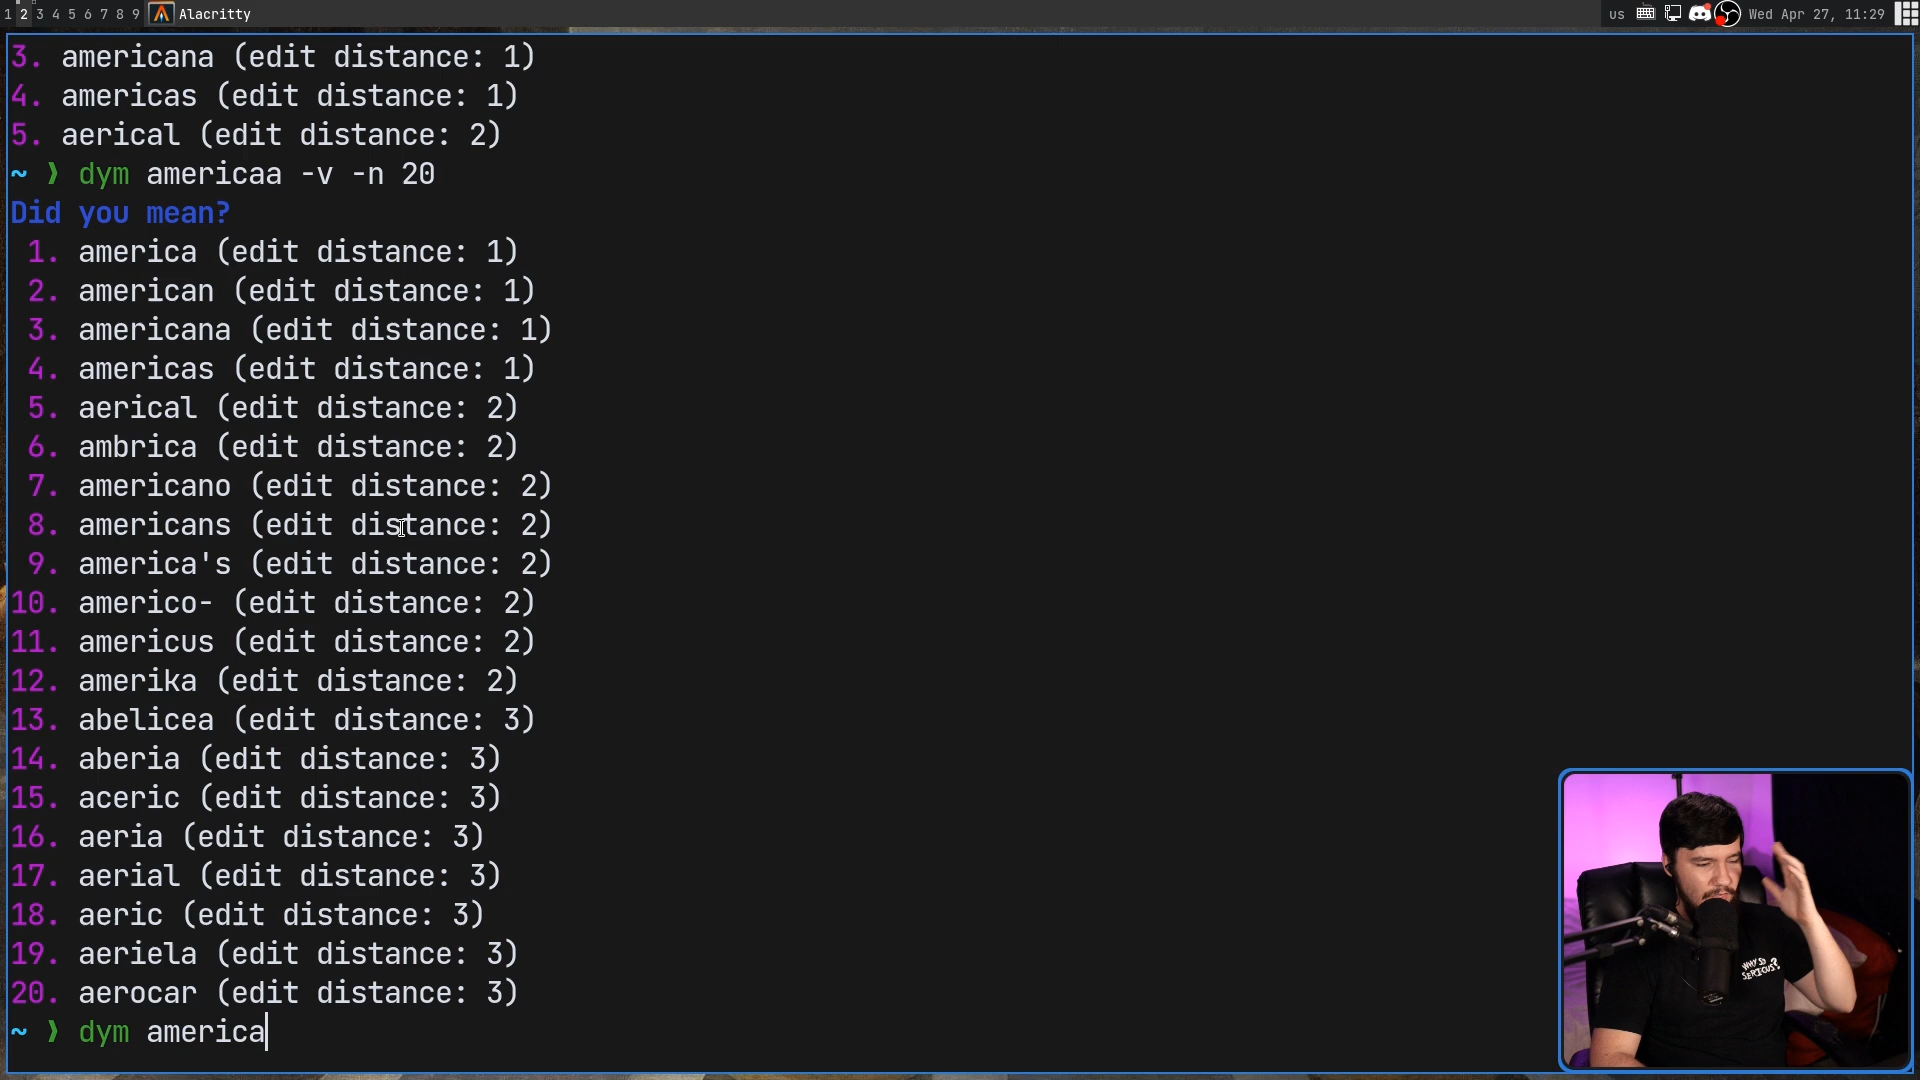 1 2 3 4 5 6 7 8 9 Alacritty us Wed Apr 27, 11:29
3. americana (edit distance: 1)
4. americas (edit distance: 1)
5. aerical (edit distance: 2)
~ ❯ dym americaa -v -n 20
Did you mean?
1. america (edit distance: 1)
2. american (edit distance: 1)
3. americana (edit distance: 1)
4. americas (edit distance: 1)
5. aerical (edit distance: 2)
6. ambrica (edit distance: 2)
7. americano (edit distance: 2)
8. americans (edit distance: 2)
9. america's (edit distance: 2)
10. americo- (edit distance: 2)
11. americus (edit distance: 2)
12. amerika (edit distance: 2)
13. abelicea (edit distance: 3)
14. aberia (edit distance: 3)
15. aceric (edit distance: 3)
16. aeria (edit distance: 3)
17. aerial (edit distance: 3)
18. aeric (edit distance: 3)
19. aeriela (edit distance: 3)
20. aerocar (edit distance: 3)
~ ❯ dym america
WHY SO
SERIOUS?